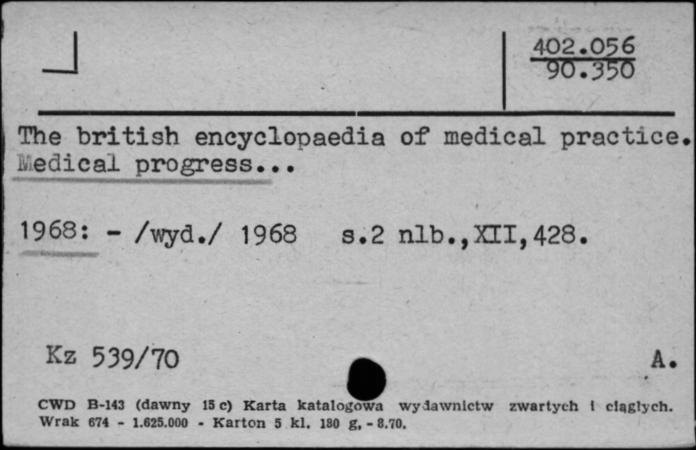 402.056
90.350
The british encyclopaedia of medical practice.
Medical progress...
1968: - /wyd./ 1968 s.2 nlb.,XII,428.
Kz 539/70 A.
CWD B-143 (dawny 15 c) Karta katalogowa wydawnictw zwartych i ciągłych.
Wrak 674 - 1.625.000 - Karton 5 kl. 180 g. - 8.70.